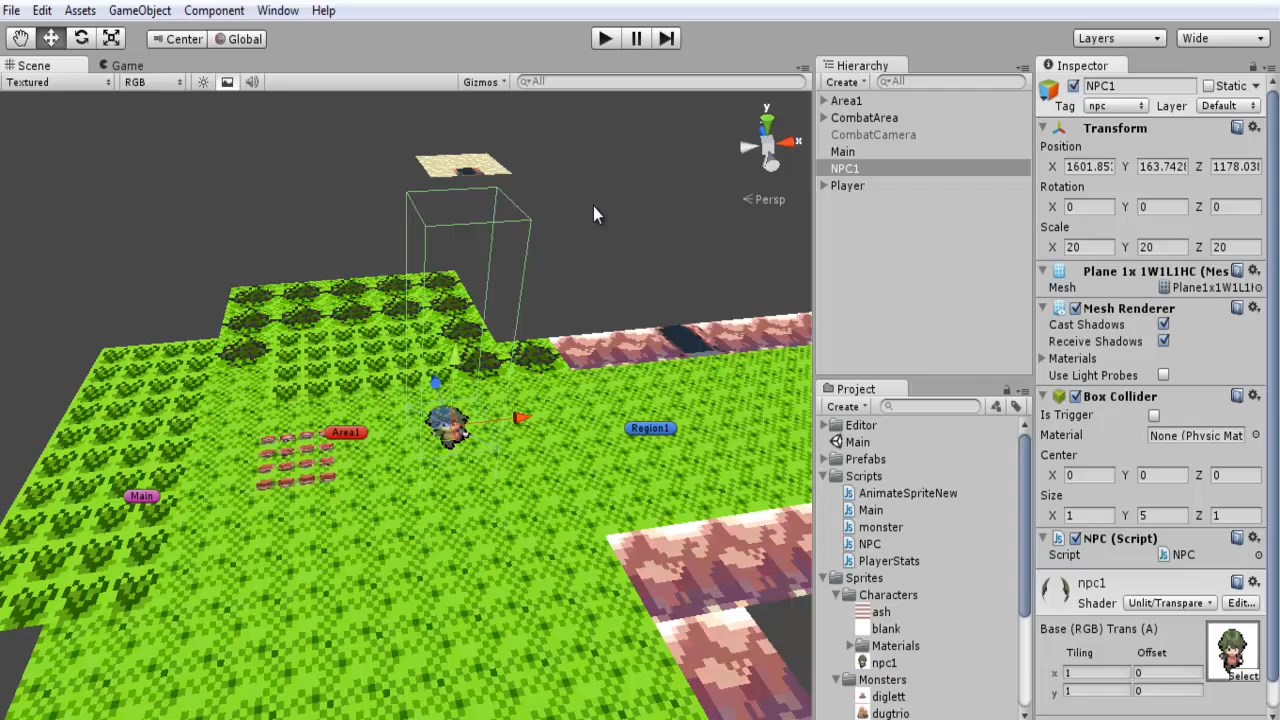 File Edit Assets GameObject Component Window Help
Center Global Layers Wide
Scene Game Hierarchy Inspector
Textured RGB Gizmos All Create All NPC1 Static
Area1 Tag npc Layer Default
CombatArea Transform
CombatCamera Position
Main X 1601.85 Y 163.7428 Z 1178.038
NPC1 Rotation
Player X 0 Y 0 Z 0
y x Scale
Persp X 20 Y 20 Z 20
Plane 1x 1W1L1HC (Mes
Mesh Plane1x1W1L1H
Mesh Renderer
Cast Shadows
Receive Shadows
Materials
Use Light Probes
Project Box Collider
Create Is Trigger
Editor Material None (Physic Mat
Main Center
Prefabs X 0 Y 0 Z 0
Scripts Size
AnimateSpriteNew X 1 Y 5 Z 1
Main NPC (Script)
monster Script NPC
NPC npc1
PlayerStats Shader Unlit/Transpare Edit...
Sprites Base (RGB) Trans (A)
Characters Tiling Offset
ash x 1 0
blank y 1 0
Materials Select
npc1
Monsters
diglett
dugtrio
Area1 Region1
Main